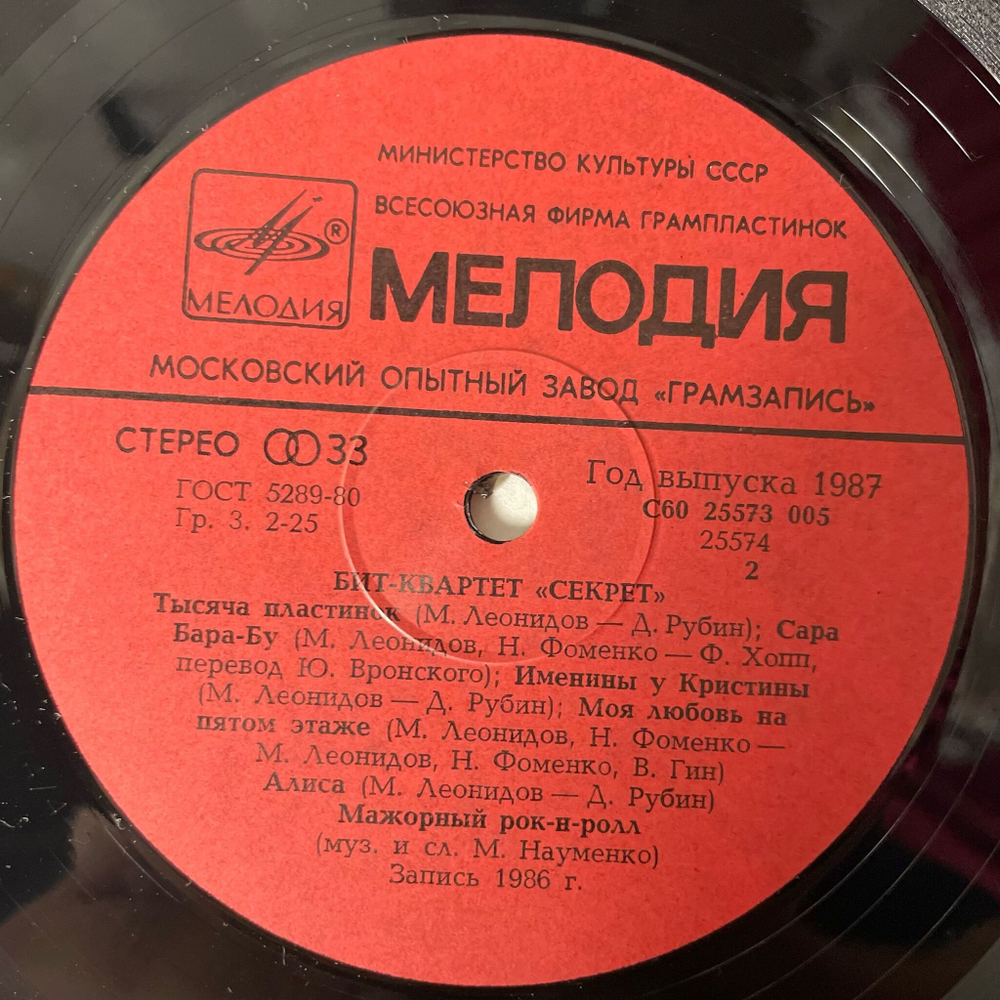 МИНИСТЕРСТВО КУЛЬТУРЫ СССР
ВСЕСОЮЗНАЯ ФИРМА ГРАМПЛАСТИНОК
®
МЕЛОДИЯ
МЕЛОДИЯ
МОСКОВСКИЙ ОПЫТНЫЙ ЗАВОД «ГРАМЗАПИСЬ»
СТЕРЕО 33
ГОСТ 5289-80
Гр. 3. 2-25
Год выпуска 1987
С60 25573 005
25574
2
БИТ-КВАРТЕТ «СЕКРЕТ»
Тысяча пластинок (М. Леонидов — Д. Рубин); Сара
Бара-Бу (М. Леонидов, Н. Фоменко — Ф. Хопп,
перевод Ю. Вронского); Именины у Кристины
(М. Леонидов — Д. Рубин); Моя любовь на
пятом этаже (М. Леонидов, Н. Фоменко —
М. Леонидов, Н. Фоменко, В. Гин)
Алиса (М. Леонидов — Д. Рубин)
Мажорный рок-н-ролл
(муз. и сл. М. Науменко)
Запись 1986 г.